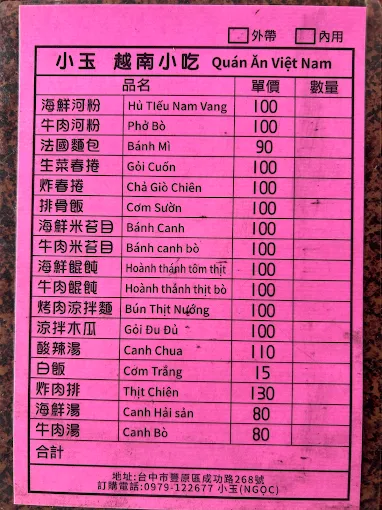 □外帶 □內用
小玉 越南小吃 Quán Ăn Việt Nam
品名 單價 數量
海鮮河粉 Hủ TIếu Nam Vang 100
牛肉河粉 Phở Bò 100
法國麵包 Bánh Mì 90
生菜春捲 Gỏi Cuốn 100
炸春捲 Chả Giò Chiên 100
排骨飯 Cơm Sườn 100
海鮮米苔目 Bánh Canh 100
牛肉米苔目 Bánh canh bò 100
海鮮餛飩 Hoành thánh tôm thịt 100
牛肉餛飩 Hoành thánh thịt bò 100
烤肉涼拌麵 Bún Thịt Nướng 100
涼拌木瓜 Gỏi Đu Đủ 100
酸辣湯 Canh Chua 110
白飯 Cơm Trắng 15
炸肉排 Thịt Chiên 130
海鮮湯 Canh Hải sản 80
牛肉湯 Canh Bò 80
合計
地址:台中市豐原區成功路268號
訂購電話:0979-122677 小玉(NGỌC)